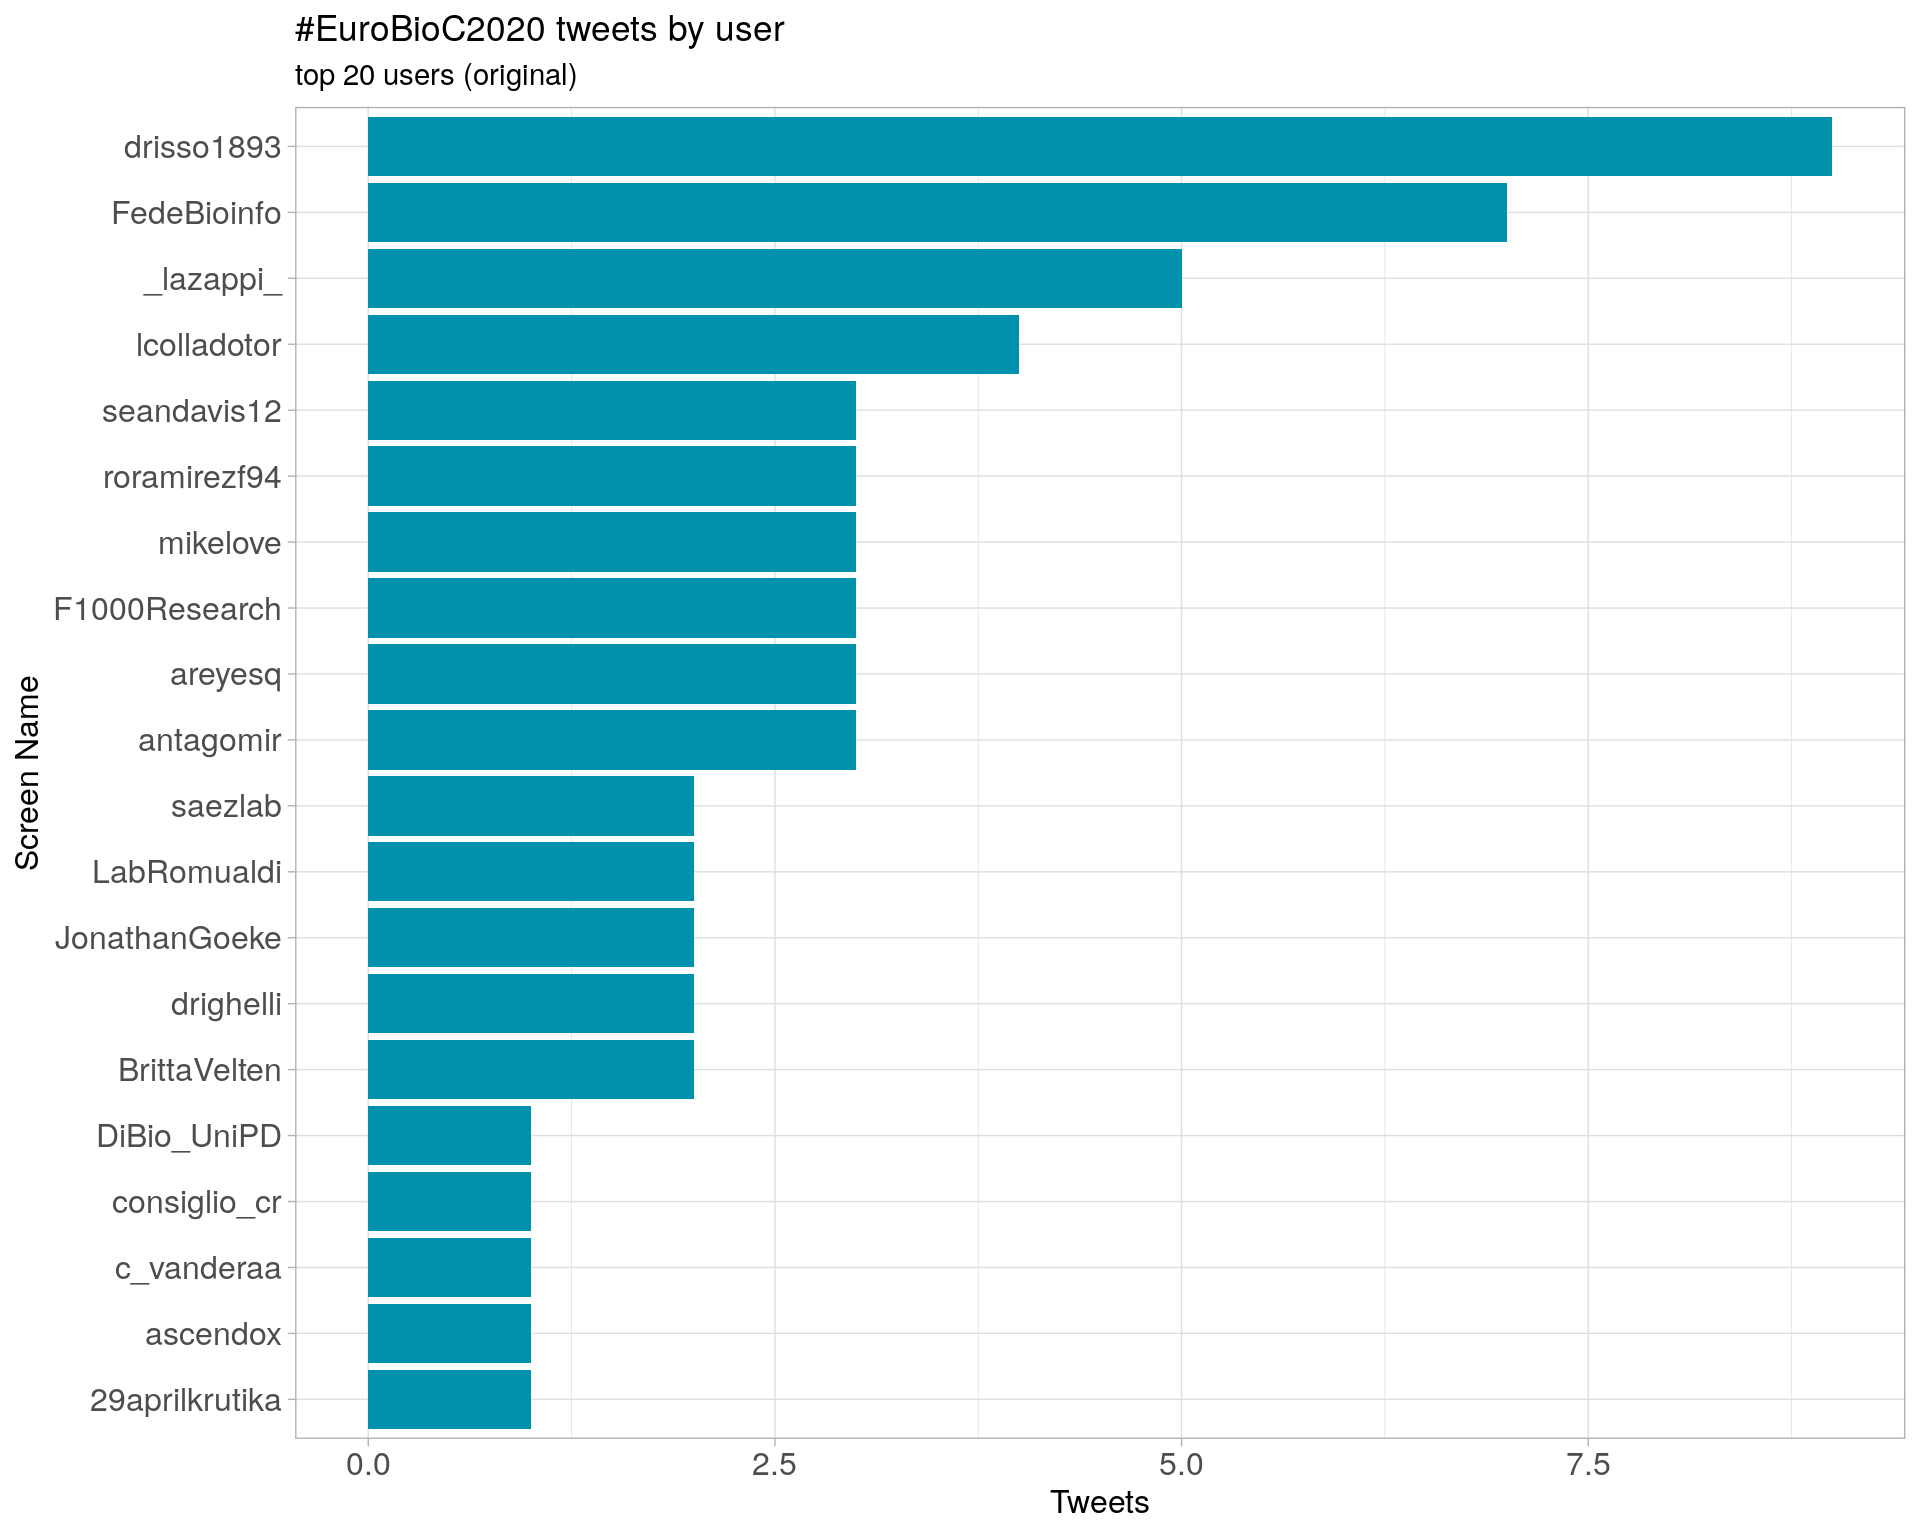 #EuroBioC2020 tweets by user
top 20 users (original)
drisso1893
FedeBioinfo
_lazappi_
lcolladotor
seandavis12
roramirezf94
mikelove
F1000Research
areyesq
antagomir
saezlab
LabRomualdi
JonathanGoeke
drighelli
BrittaVelten
DiBio_UniPD
consiglio_cr
c_vanderaa
ascendox
29aprilkrutika
Screen Name
0.0 2.5 5.0 7.5
Tweets